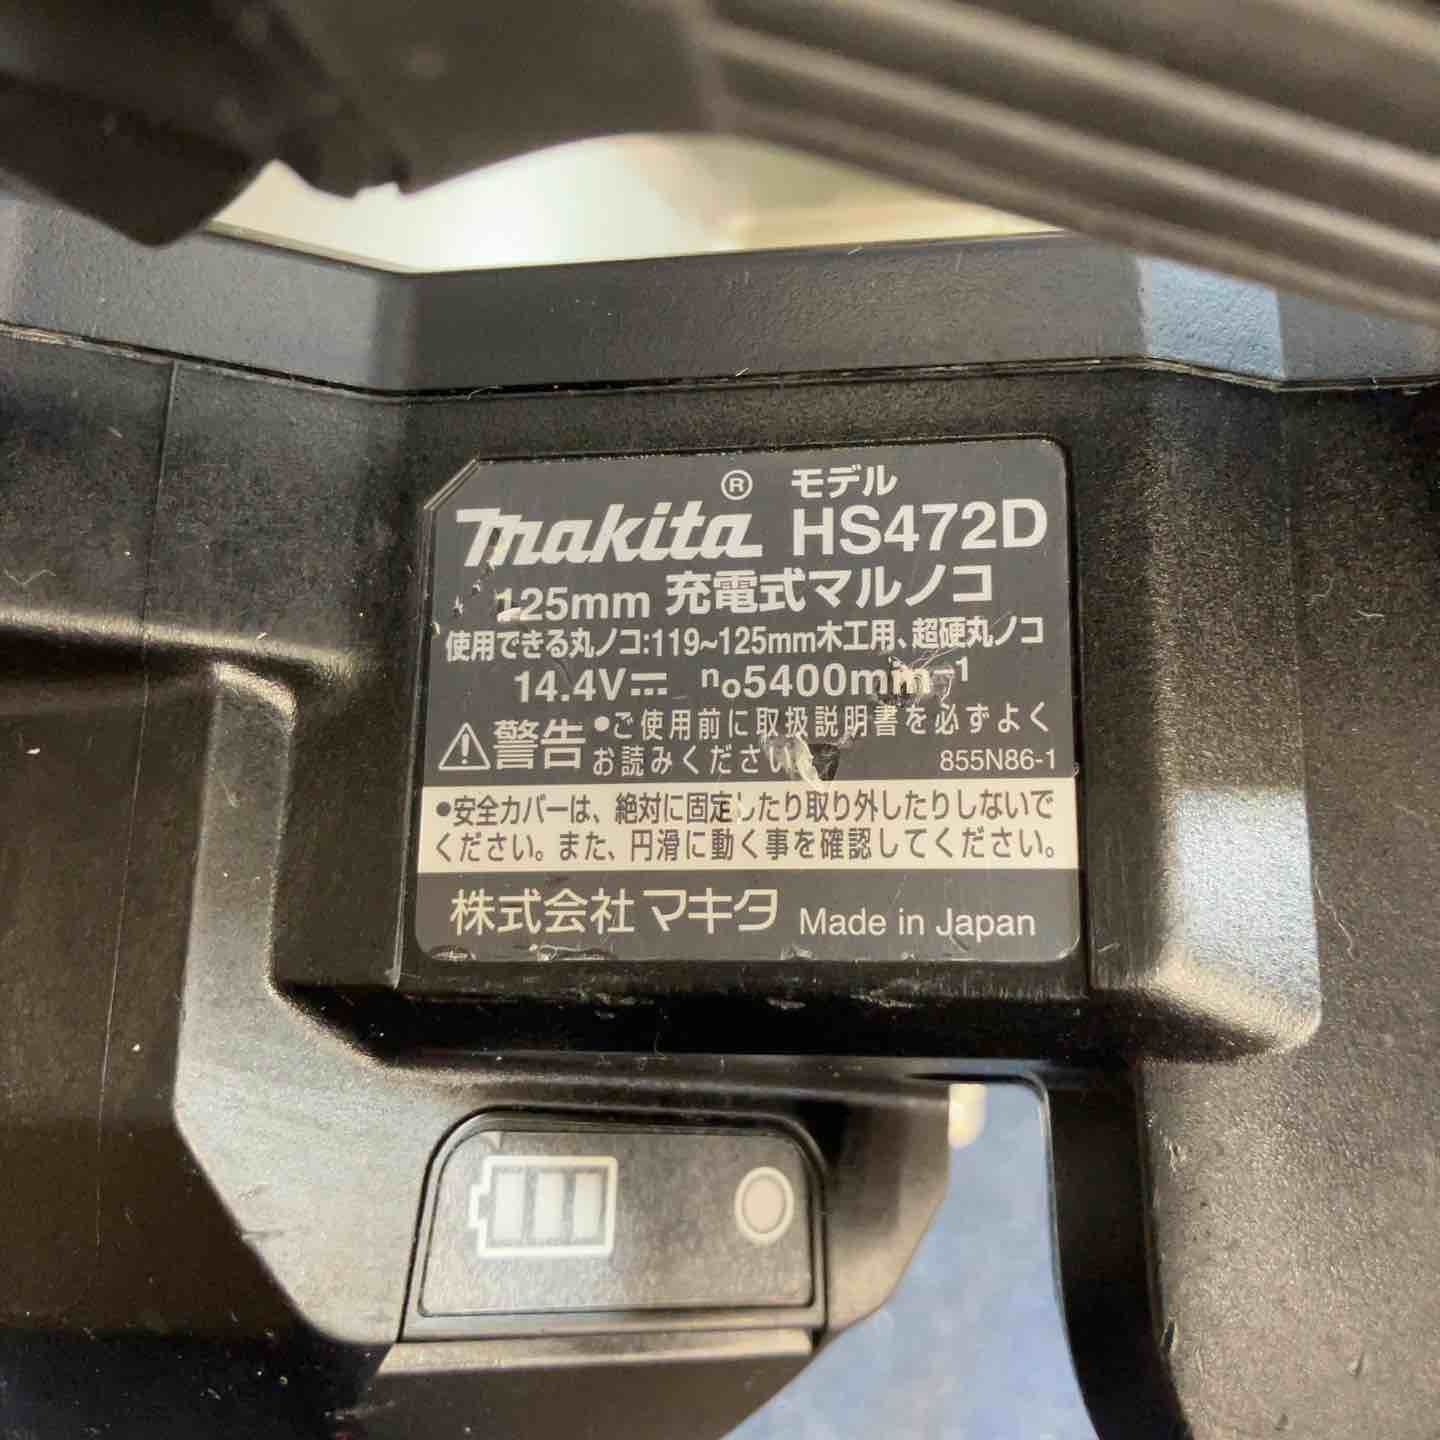 makita® モデル HS472D
125mm 充電式マルノコ
使用できる丸ノコ:119~125mm木工用、超硬丸ノコ
14.4V⎓ no5400min−1
⚠警告 •ご使用前に取扱説明書を必ずよく
お読みください。 855N86-1
•安全カバーは、絶対に固定したり取り外したりしないで
ください。また、円滑に動く事を確認してください。
株式会社マキタ Made in Japan